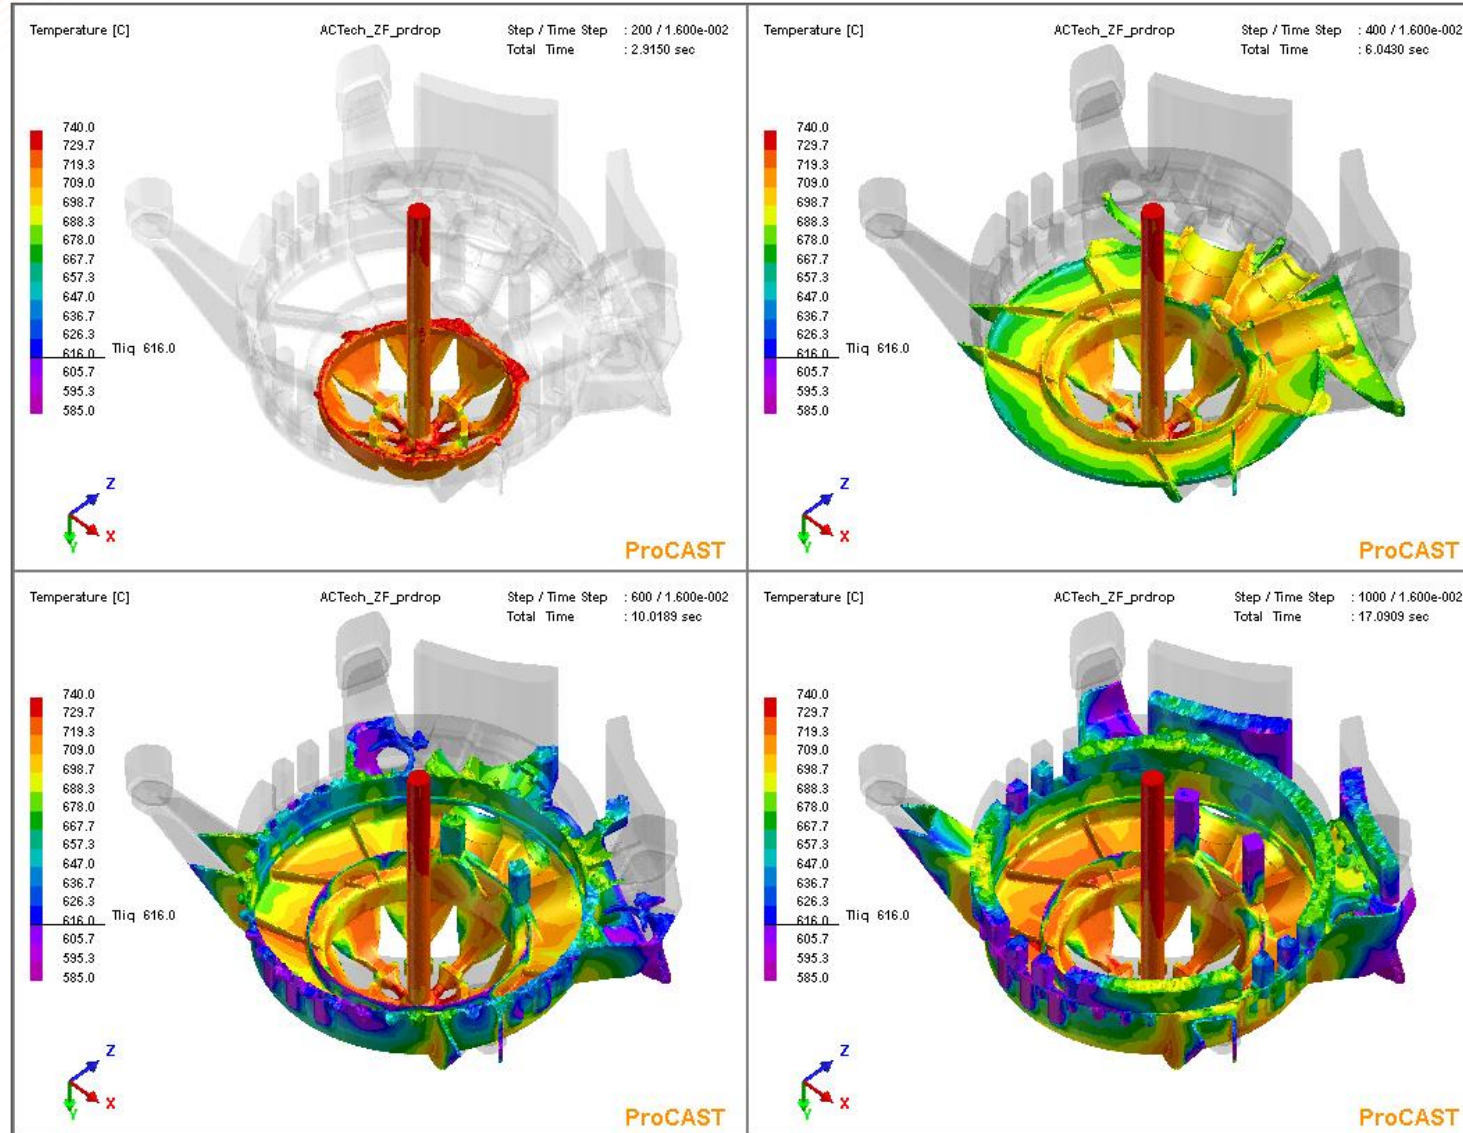 Temperature [C] ACTech_ZF_prdrop Step / Time Step : 200 / 1.600e-002
Total Time : 2.9150 sec
740.0
729.7
719.3
709.0
698.7
688.3
678.0
667.7
657.3
647.0
636.7
626.3
616.0 Tliq 616.0
605.7
595.3
585.0
Z
X
Y
ProCAST
Temperature [C] ACTech_ZF_prdrop Step / Time Step : 400 / 1.600e-002
Total Time : 6.0430 sec
740.0
729.7
719.3
709.0
698.7
688.3
678.0
667.7
657.3
647.0
636.7
626.3
616.0 Tliq 616.0
605.7
595.3
585.0
Z
X
Y
ProCAST
Temperature [C] ACTech_ZF_prdrop Step / Time Step : 600 / 1.600e-002
Total Time : 10.0189 sec
740.0
729.7
719.3
709.0
698.7
688.3
678.0
667.7
657.3
647.0
636.7
626.3
616.0 Tliq 616.0
605.7
595.3
585.0
Z
X
Y
ProCAST
Temperature [C] ACTech_ZF_prdrop Step / Time Step : 1000 / 1.600e-002
Total Time : 17.0909 sec
740.0
729.7
719.3
709.0
698.7
688.3
678.0
667.7
657.3
647.0
636.7
626.3
616.0 Tliq 616.0
605.7
595.3
585.0
Z
X
Y
ProCAST